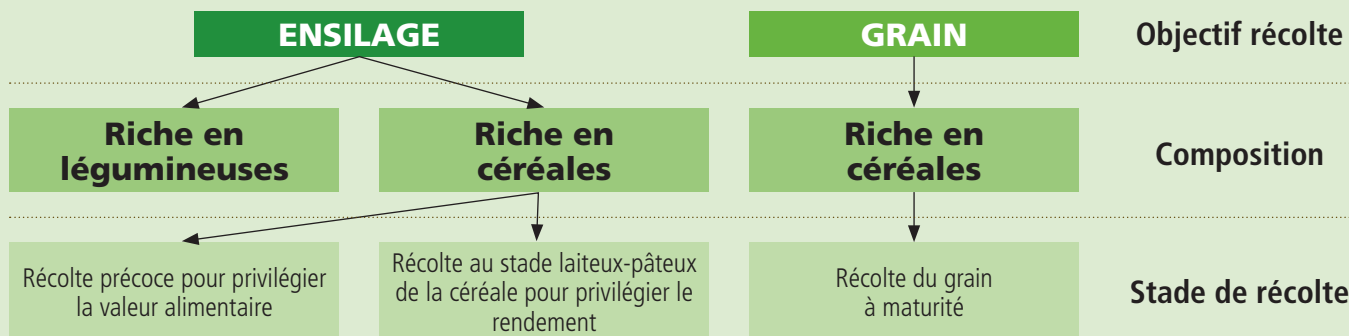 ENSILAGE
GRAIN
Objectif récolte
Riche en
légumineuses
Riche en
céréales
Riche en
céréales
Composition
Récolte précoce pour privilégier
la valeur alimentaire
Récolte au stade laiteux-pâteux
de la céréale pour privilégier le
rendement
Récolte du grain
à maturité
Stade de récolte